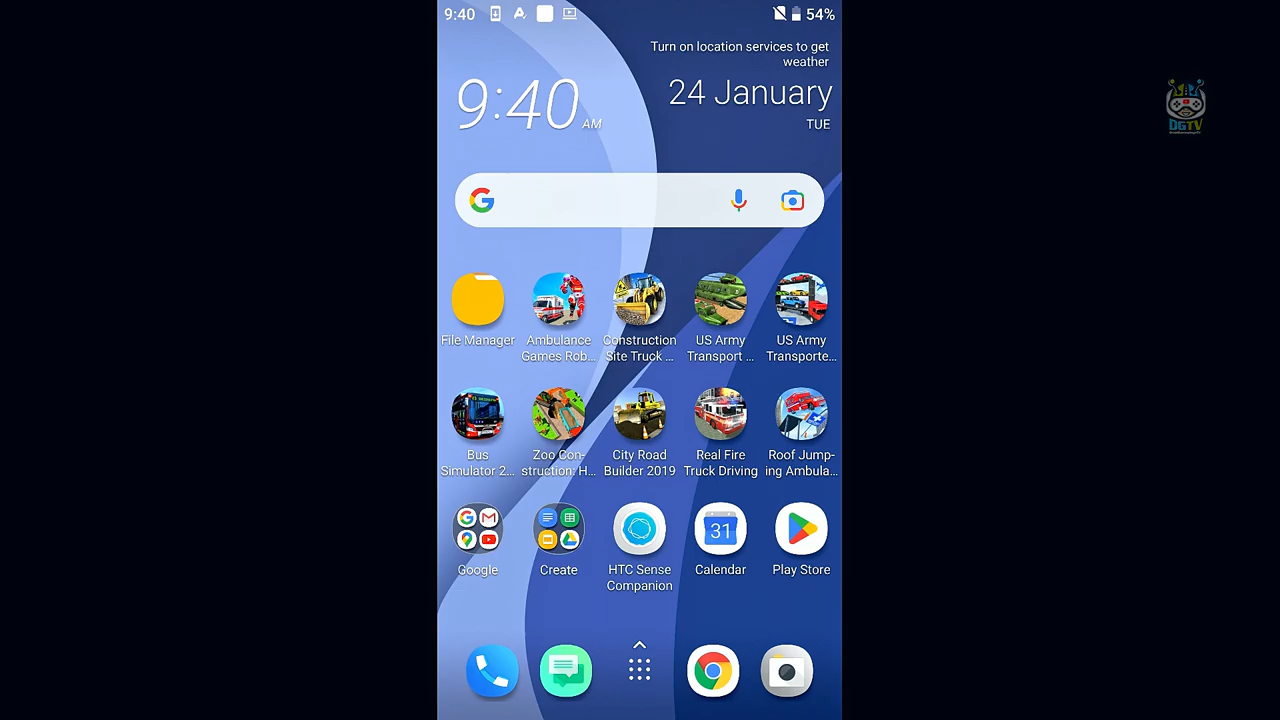 9:40
54%
Turn on location services to get
weather
9:40 AM
24 January
TUE
File Manager
Ambulance
Games Rob...
Construction
Site Truck ...
US Army
Transport ...
US Army
Transporte...
Bus
Simulator 2...
Zoo Con-
struction: H...
City Road
Builder 2019
Real Fire
Truck Driving
Roof Jump-
ing Ambula...
Google
Create
HTC Sense
Companion
31
Calendar
Play Store
DGTV